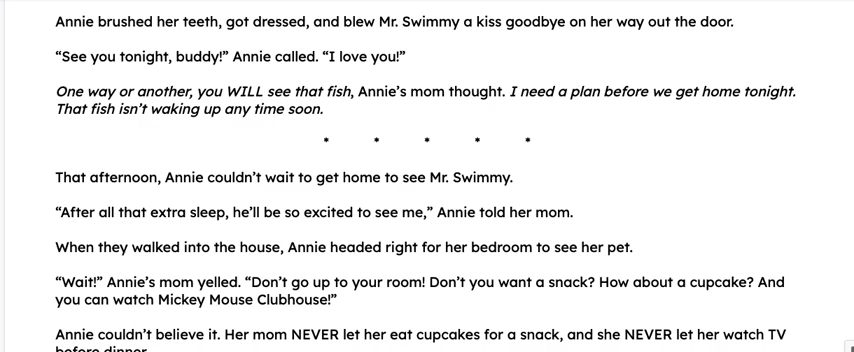 Annie brushed her teeth, got dressed, and blew Mr. Swimmy a kiss goodbye on her way out the door.
“See you tonight, buddy!” Annie called. “I love you!”
One way or another, you WILL see that fish, Annie’s mom thought. I need a plan before we get home tonight.
That fish isn’t waking up any time soon.
* * * * *
That afternoon, Annie couldn’t wait to get home to see Mr. Swimmy.
“After all that extra sleep, he’ll be so excited to see me,” Annie told her mom.
When they walked into the house, Annie headed right for her bedroom to see her pet.
“Wait!” Annie’s mom yelled. “Don’t go up to your room! Don’t you want a snack? How about a cupcake? And
you can watch Mickey Mouse Clubhouse!”
Annie couldn’t believe it. Her mom NEVER let her eat cupcakes for a snack, and she NEVER let her watch TV
before dinner.